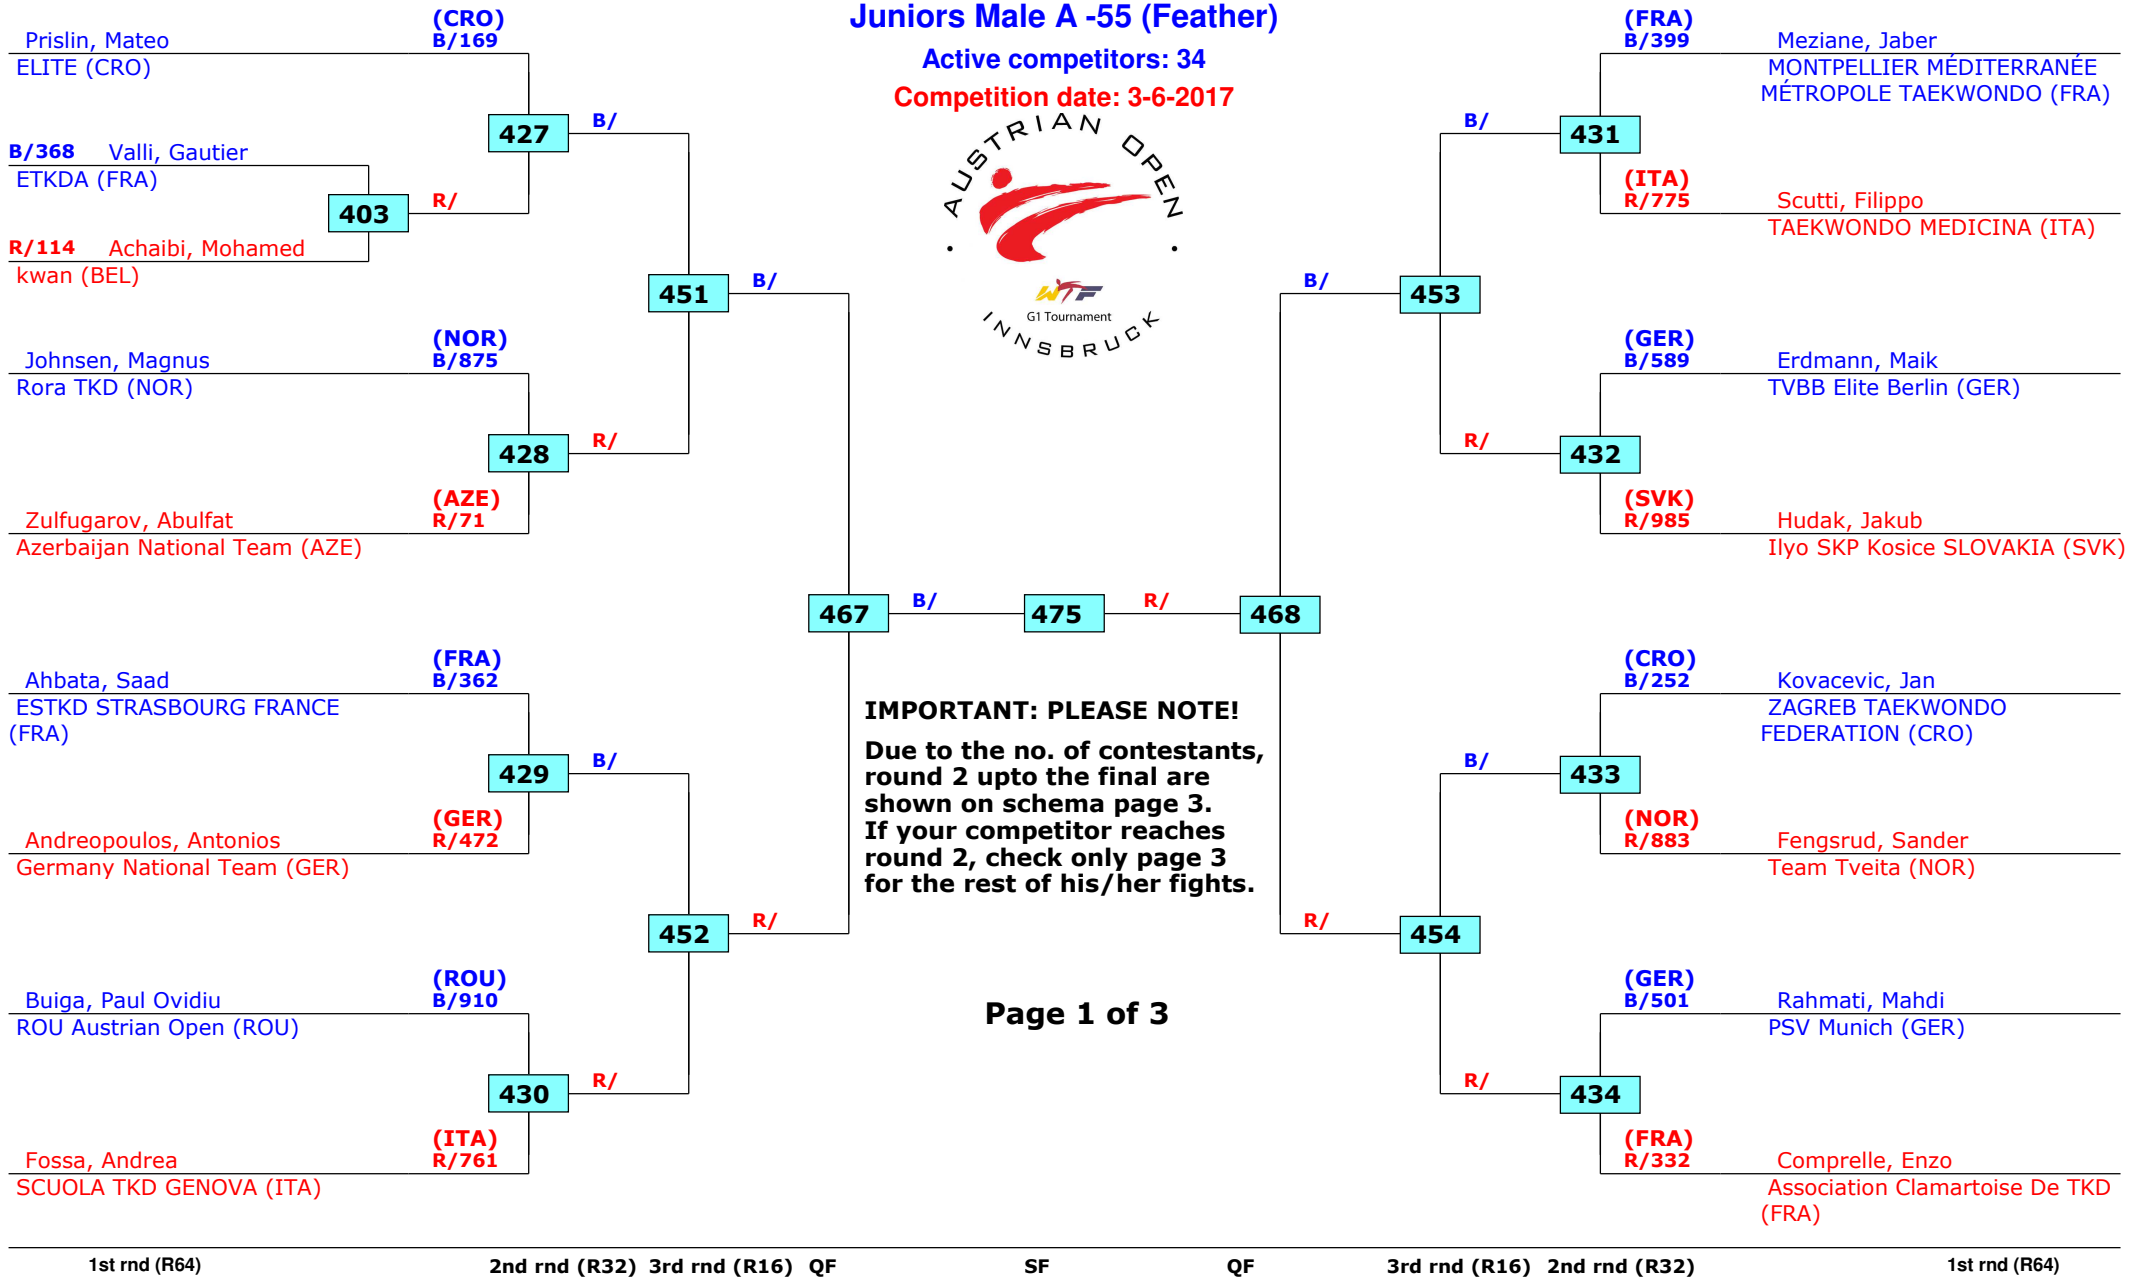 Juniors Male A -55 (Feather)
Active competitors: 34
Competition date: 3-6-2017
AUSTRIAN OPEN
WTF
G1 Tournament
INNSBRUCK
(CRO)
Prislin, Mateo B/169
ELITE (CRO)
427 B/
B/368 Valli, Gautier
ETKDA (FRA)
403 R/
R/114 Achaibi, Mohamed
kwan (BEL)
451 B/
(NOR)
Johnsen, Magnus B/875
Rora TKD (NOR)
428 R/
(AZE)
Zulfugarov, Abulfat R/71
Azerbaijan National Team (AZE)
467 B/ 475 R/ 468
(FRA)
Ahbata, Saad B/362
ESTKD STRASBOURG FRANCE
(FRA)
429 B/
(GER)
Andreopoulos, Antonios R/472
Germany National Team (GER)
452 R/
(ROU)
Buiga, Paul Ovidiu B/910
ROU Austrian Open (ROU)
430 R/
(ITA)
Fossa, Andrea R/761
SCUOLA TKD GENOVA (ITA)
IMPORTANT: PLEASE NOTE!
Due to the no. of contestants,
round 2 upto the final are
shown on schema page 3.
If your competitor reaches
round 2, check only page 3
for the rest of his/her fights.
Page 1 of 3
(FRA)
B/399 Meziane, Jaber
MONTPELLIER MÉDITERRANÉE
MÉTROPOLE TAEKWONDO (FRA)
B/ 431
(ITA)
R/775 Scutti, Filippo
TAEKWONDO MEDICINA (ITA)
B/ 453
(GER)
B/589 Erdmann, Maik
TVBB Elite Berlin (GER)
R/ 432
(SVK)
R/985 Hudak, Jakub
Ilyo SKP Kosice SLOVAKIA (SVK)
(CRO)
B/252 Kovacevic, Jan
ZAGREB TAEKWONDO
FEDERATION (CRO)
B/ 433
(NOR)
R/883 Fengsrud, Sander
Team Tveita (NOR)
R/ 454
(GER)
B/501 Rahmati, Mahdi
PSV Munich (GER)
R/ 434
(FRA)
R/332 Comprelle, Enzo
Association Clamartoise De TKD
(FRA)
1st rnd (R64) 2nd rnd (R32) 3rd rnd (R16) QF SF QF 3rd rnd (R16) 2nd rnd (R32) 1st rnd (R64)